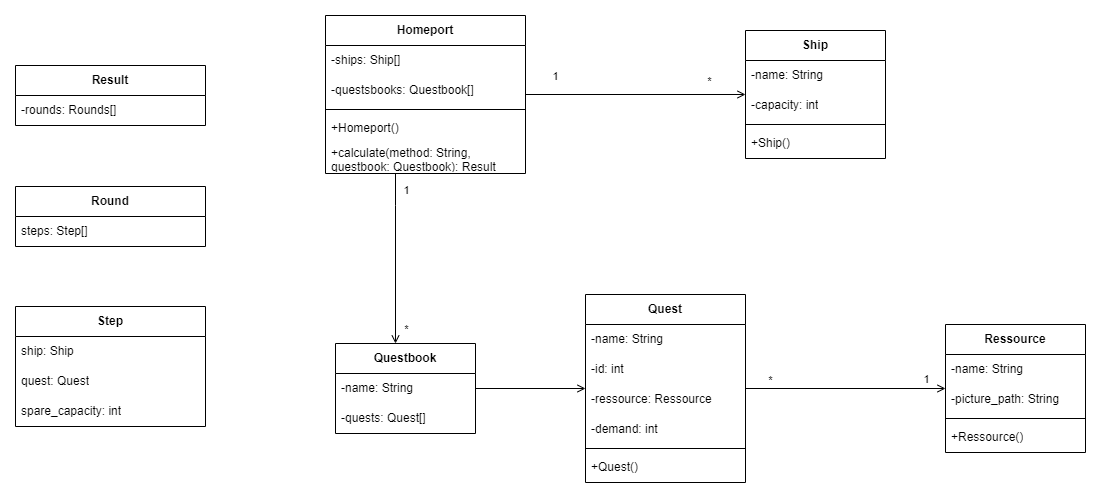 Result
-rounds: Rounds[]
Round
steps: Step[]
Step
ship: Ship
quest: Quest
spare_capacity: int
Homeport
-ships: Ship[]
-questsbooks: Questbook[]
+Homeport()
+calculate(method: String,
questbook: Questbook): Result
1
*
Ship
-name: String
-capacity: int
+Ship()
1
*
Questbook
-name: String
-quests: Quest[]
Quest
-name: String
-id: int
-ressource: Ressource
-demand: int
+Quest()
*
1
Ressource
-name: String
-picture_path: String
+Ressource()